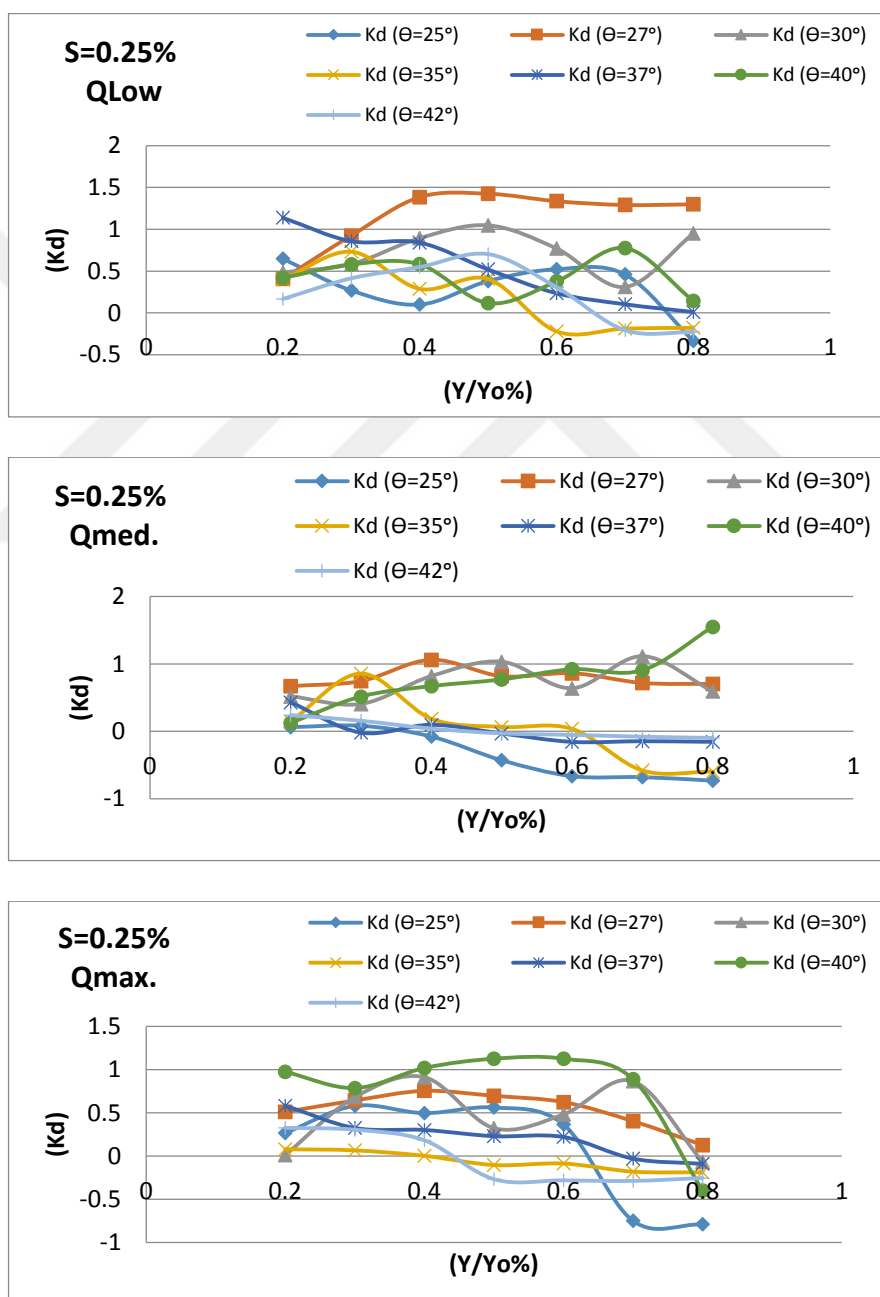 S=0.25%
QLow
Kd (Ө=25°) Kd (Ө=27°) Kd (Ө=30°)
Kd (Ө=35°) Kd (Ө=37°) Kd (Ө=40°)
Kd (Ө=42°)
2
1.5
1
0.5
0
-0.5
(Kd)
0 0.2 0.4 0.6 0.8 1
(Y/Yo%)
S=0.25%
Qmed.
Kd (Ө=25°) Kd (Ө=27°) Kd (Ө=30°)
Kd (Ө=35°) Kd (Ө=37°) Kd (Ө=40°)
Kd (Ө=42°)
2
1
0
-1
(Kd)
0 0.2 0.4 0.6 0.8 1
(Y/Yo%)
S=0.25%
Qmax.
Kd (Ө=25°) Kd (Ө=27°) Kd (Ө=30°)
Kd (Ө=35°) Kd (Ө=37°) Kd (Ө=40°)
Kd (Ө=42°)
1.5
1
0.5
0
-0.5
-1
(Kd)
0 0.2 0.4 0.6 0.8 1
(Y/Yo%)